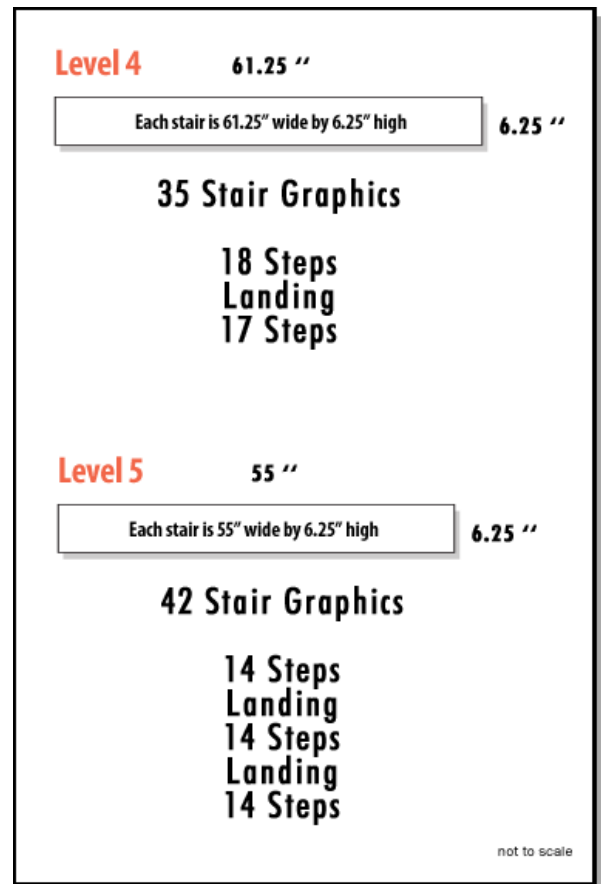 Level 4 61.25 ‘‘
Each stair is 61.25” wide by 6.25” high 6.25 ‘‘
35 Stair Graphics
18 Steps
Landing
17 Steps
Level 5 55 ‘‘
Each stair is 55” wide by 6.25” high 6.25 ‘‘
42 Stair Graphics
14 Steps
Landing
14 Steps
Landing
14 Steps
not to scale